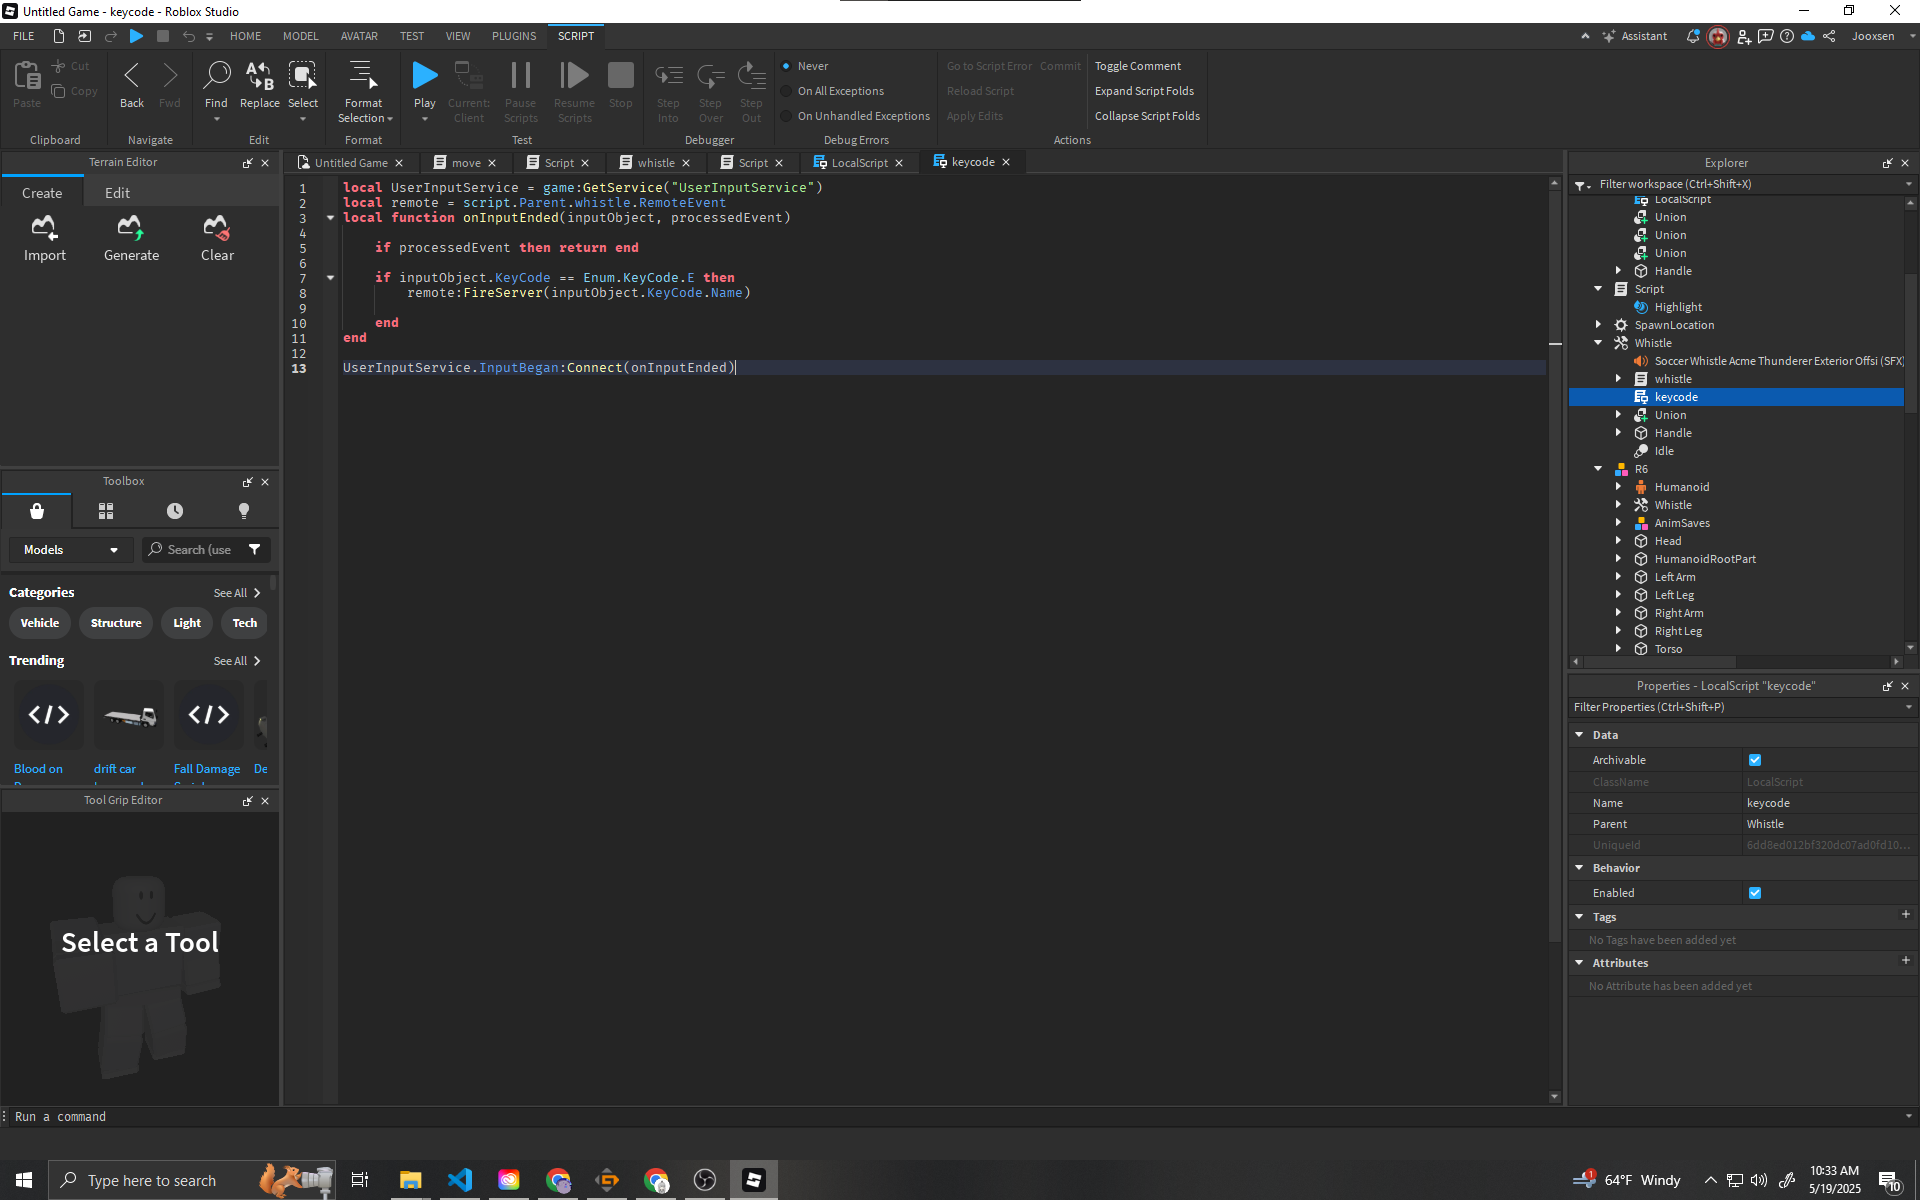 Untitled Game - keycode - Roblox Studio
FILE HOME MODEL AVATAR TEST VIEW PLUGINS SCRIPT Assistant Jooxsen
Paste Cut Copy Clipboard
Back Fwd Navigate
Find Replace Select Edit
Format Selection Format
Play Current: Client Pause Scripts Resume Scripts Stop Test
Step Into Step Over Step Out Debugger
Never
On All Exceptions
On Unhandled Exceptions
Debug Errors
Go to Script Error Commit
Reload Script
Apply Edits
Toggle Comment
Expand Script Folds
Collapse Script Folds
Actions
Terrain Editor
Create Edit
Import Generate Clear
Untitled Game move Script whistle Script LocalScript keycode
1 local UserInputService = game:GetService("UserInputService")
2 local remote = script.Parent.whistle.RemoteEvent
3 local function onInputEnded(inputObject, processedEvent)
4
5 if processedEvent then return end
6
7 if inputObject.KeyCode == Enum.KeyCode.E then
8 remote:FireServer(inputObject.KeyCode.Name)
9
10 end
11 end
12
13 UserInputService.InputBegan:Connect(onInputEnded)
Toolbox
Models Search (use
Categories See All
Vehicle Structure Light Tech
Trending See All
Blood on drift car Fall Damage De
Tool Grip Editor
Select a Tool
Explorer
Filter workspace (Ctrl+Shift+X)
LocalScript
Union
Union
Union
Handle
Script
Highlight
SpawnLocation
Whistle
Soccer Whistle Acme Thunderer Exterior Offsi (SFX)
whistle
keycode
Union
Handle
Idle
R6
Humanoid
Whistle
AnimSaves
Head
HumanoidRootPart
Left Arm
Left Leg
Right Arm
Right Leg
Torso
Properties - LocalScript "keycode"
Filter Properties (Ctrl+Shift+P)
Data
Archivable
ClassName LocalScript
Name keycode
Parent Whistle
UniqueId 6dd8ed012bf320dc07ad0fd10...
Behavior
Enabled
Tags
No Tags have been added yet
Attributes
No Attribute has been added yet
Run a command
Type here to search
1
64°F Windy
10:33 AM
5/19/2025
10